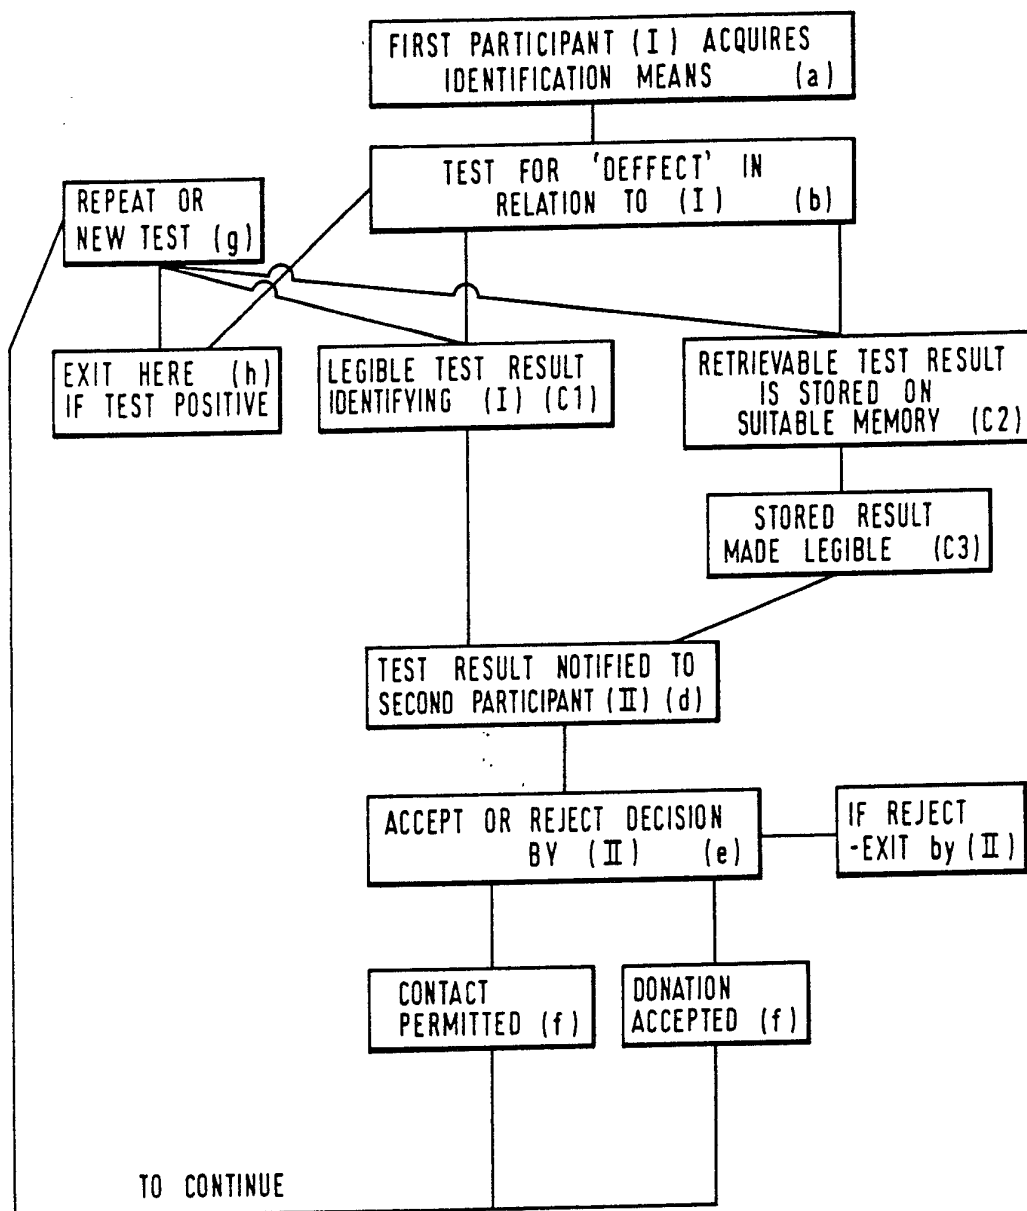 FIRST PARTICIPANT (I) ACQUIRES
IDENTIFICATION MEANS (a)
TEST FOR 'DEFFECT' IN
RELATION TO (I) (b)
REPEAT OR
NEW TEST (g)
EXIT HERE (h)
IF TEST POSITIVE
LEGIBLE TEST RESULT
IDENTIFYING (I) (C1)
RETRIEVABLE TEST RESULT
IS STORED ON
SUITABLE MEMORY (C2)
STORED RESULT
MADE LEGIBLE (C3)
TEST RESULT NOTIFIED TO
SECOND PARTICIPANT (II) (d)
ACCEPT OR REJECT DECISION
BY (II) (e)
IF REJECT
-EXIT by (II)
CONTACT
PERMITTED (f)
DONATION
ACCEPTED (f)
TO CONTINUE